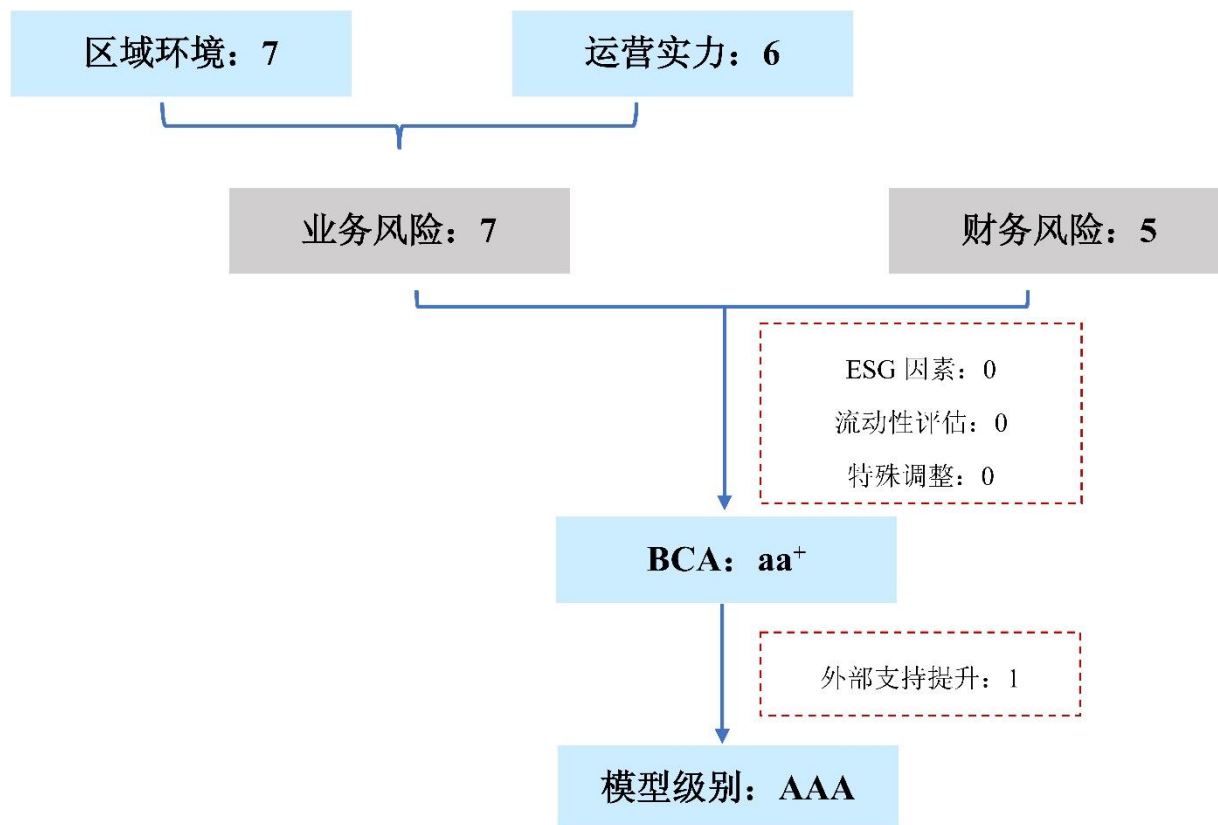 区域环境：7
运营实力：6
业务风险：7
财务风险：5
ESG 因素：0
流动性评估：0
特殊调整：0
BCA：aa⁺
外部支持提升：1
模型级别：AAA